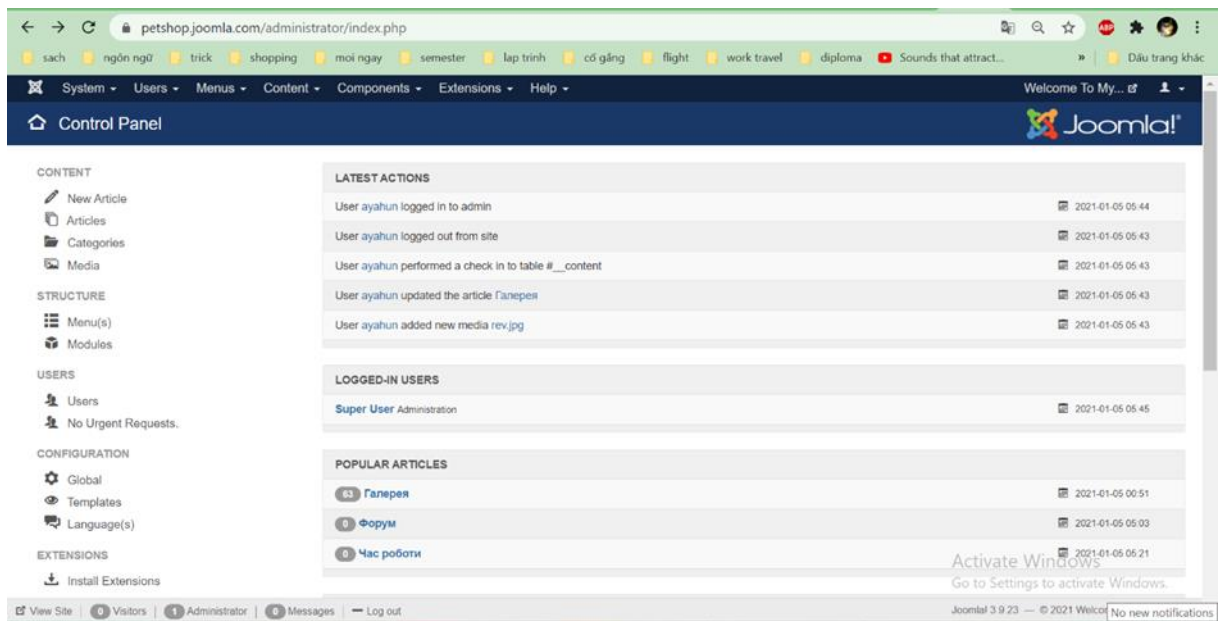 petshop.joomla.com/administrator/index.php
sach ngôn ngữ trick shopping moi ngay semester lap trinh cố gắng flight work travel diploma Sounds that attract... » Dấu trang khác
System Users Menus Content Components Extensions Help Welcome To My...
Control Panel Joomla!®
CONTENT
New Article
Articles
Categories
Media
STRUCTURE
Menu(s)
Modules
USERS
Users
No Urgent Requests.
CONFIGURATION
Global
Templates
Language(s)
EXTENSIONS
Install Extensions
LATEST ACTIONS
User ayahun logged in to admin 2021-01-05 05:44
User ayahun logged out from site 2021-01-05 05:43
User ayahun performed a check in to table #__content 2021-01-05 05:43
User ayahun updated the article Галерея 2021-01-05 05:43
User ayahun added new media rev.jpg 2021-01-05 05:43
LOGGED-IN USERS
Super User Administration 2021-01-05 05:45
POPULAR ARTICLES
63 Галерея 2021-01-05 00:51
0 Форум 2021-01-05 05:03
0 Час роботи 2021-01-05 05:21
Activate Windows
Go to Settings to activate Windows.
View Site | 0 Visitors | 1 Administrator | 0 Messages | Log out Joomla! 3.9.23 — © 2021
No new notifications